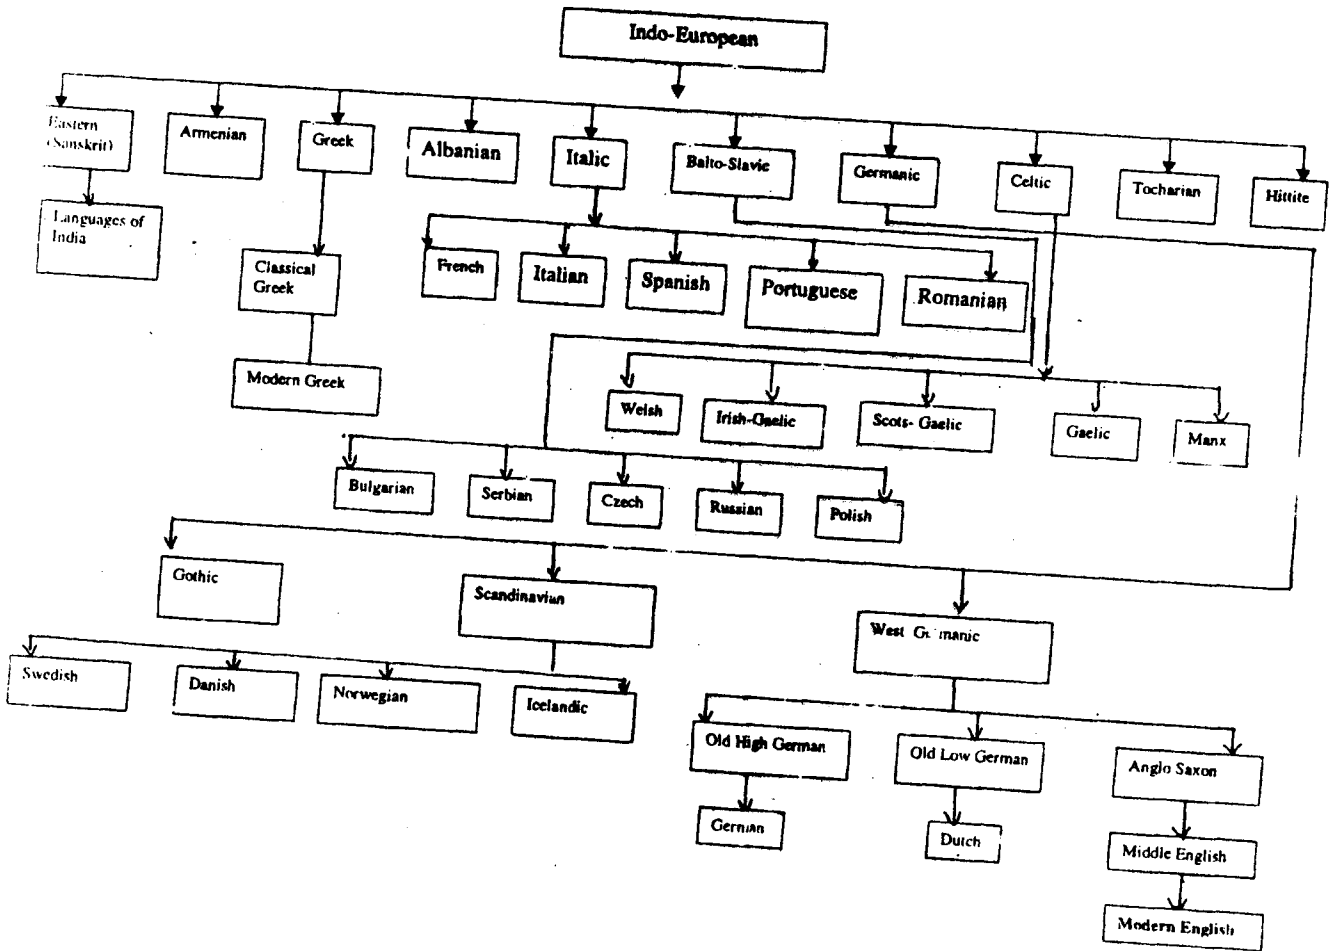 Indo-European
Eastern
(Sanskrit)
Armenian
Greek
Albanian
Italic
Balto-Slavic
Germanic
Celtic
Tocharian
Hittite
Languages of
India
Classical
Greek
French
Italian
Spanish
Portuguese
Romanian
Modern Greek
Welsh
Irish-Gaelic
Scots- Gaelic
Gaelic
Manx
Bulgarian
Serbian
Czech
Russian
Polish
Gothic
Scandinavian
West Germanic
Swedish
Danish
Norwegian
Icelandic
Old High German
Old Low German
Anglo Saxon
German
Dutch
Middle English
Modern English